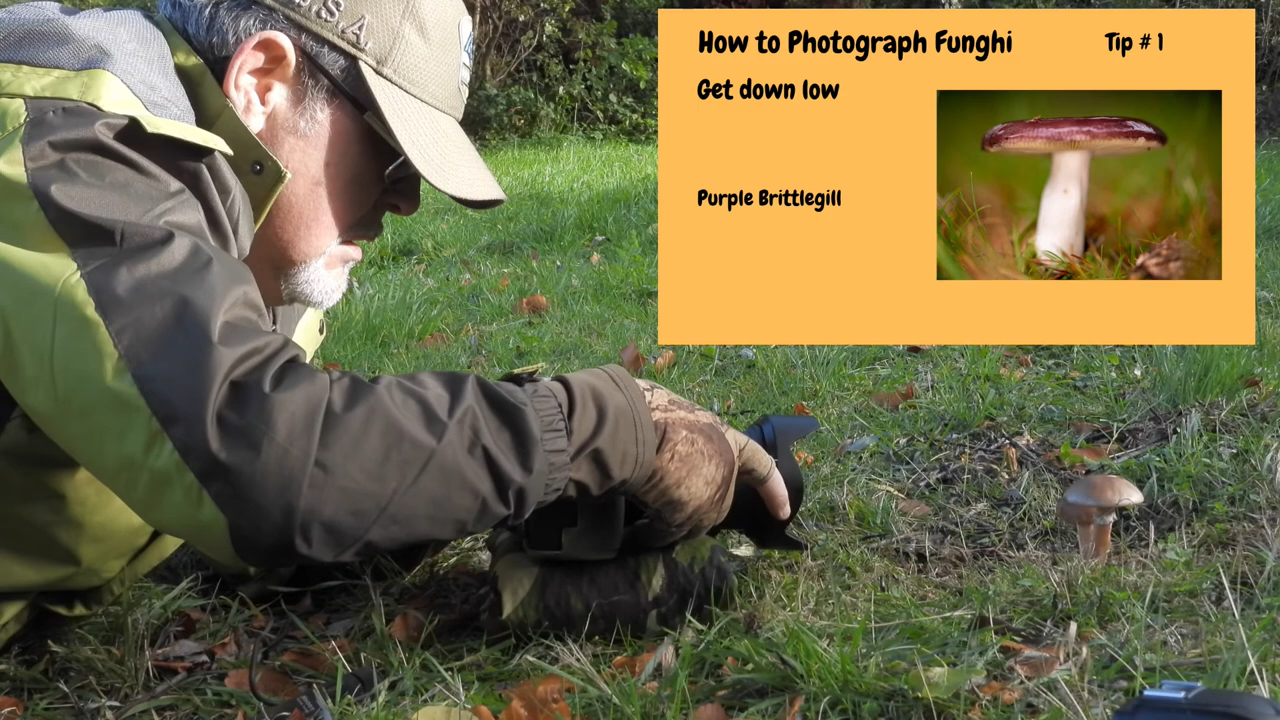 How to Photograph Funghi
Tip # 1
Get down low
Purple Brittlegill
.S.A.